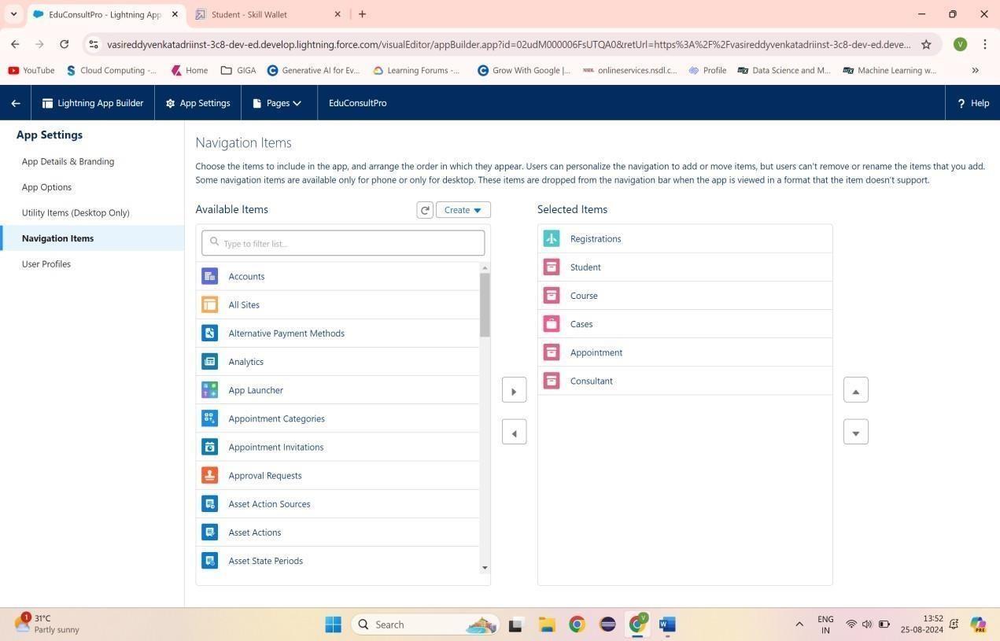 EduConsultPro - Lightning App
Student - Skill Wallet
vasireddyvenkatadriinst-3c8-dev-ed.develop.lightning.force.com/visualEditor/appBuilder.app?id=02udM000006FsUTQA0&retUrl=https%3A%2F%2Fvasireddyvenkatadriinst-3c8-dev-ed.deve...
V
YouTube
Cloud Computing -...
Home
GIGA
Generative AI for Ev...
Learning Forums -...
Grow With Google |...
onlineservices.nsdl.c...
Profile
Data Science and M...
Machine Learning w...
Lightning App Builder
App Settings
Pages
EduConsultPro
? Help
App Settings
App Details & Branding
App Options
Utility Items (Desktop Only)
Navigation Items
User Profiles
Navigation Items
Choose the items to include in the app, and arrange the order in which they appear. Users can personalize the navigation to add or move items, but users can't remove or rename the items that you add.
Some navigation items are available only for phone or only for desktop. These items are dropped from the navigation bar when the app is viewed in a format that the item doesn't support.
Available Items
Create
Type to filter list...
Accounts
All Sites
Alternative Payment Methods
Analytics
App Launcher
Appointment Categories
Appointment Invitations
Approval Requests
Asset Action Sources
Asset Actions
Asset State Periods
Selected Items
Registrations
Student
Course
Cases
Appointment
Consultant
1
31°C
Partly sunny
Search
V
ENG
IN
13:52
25-08-2024
PRE